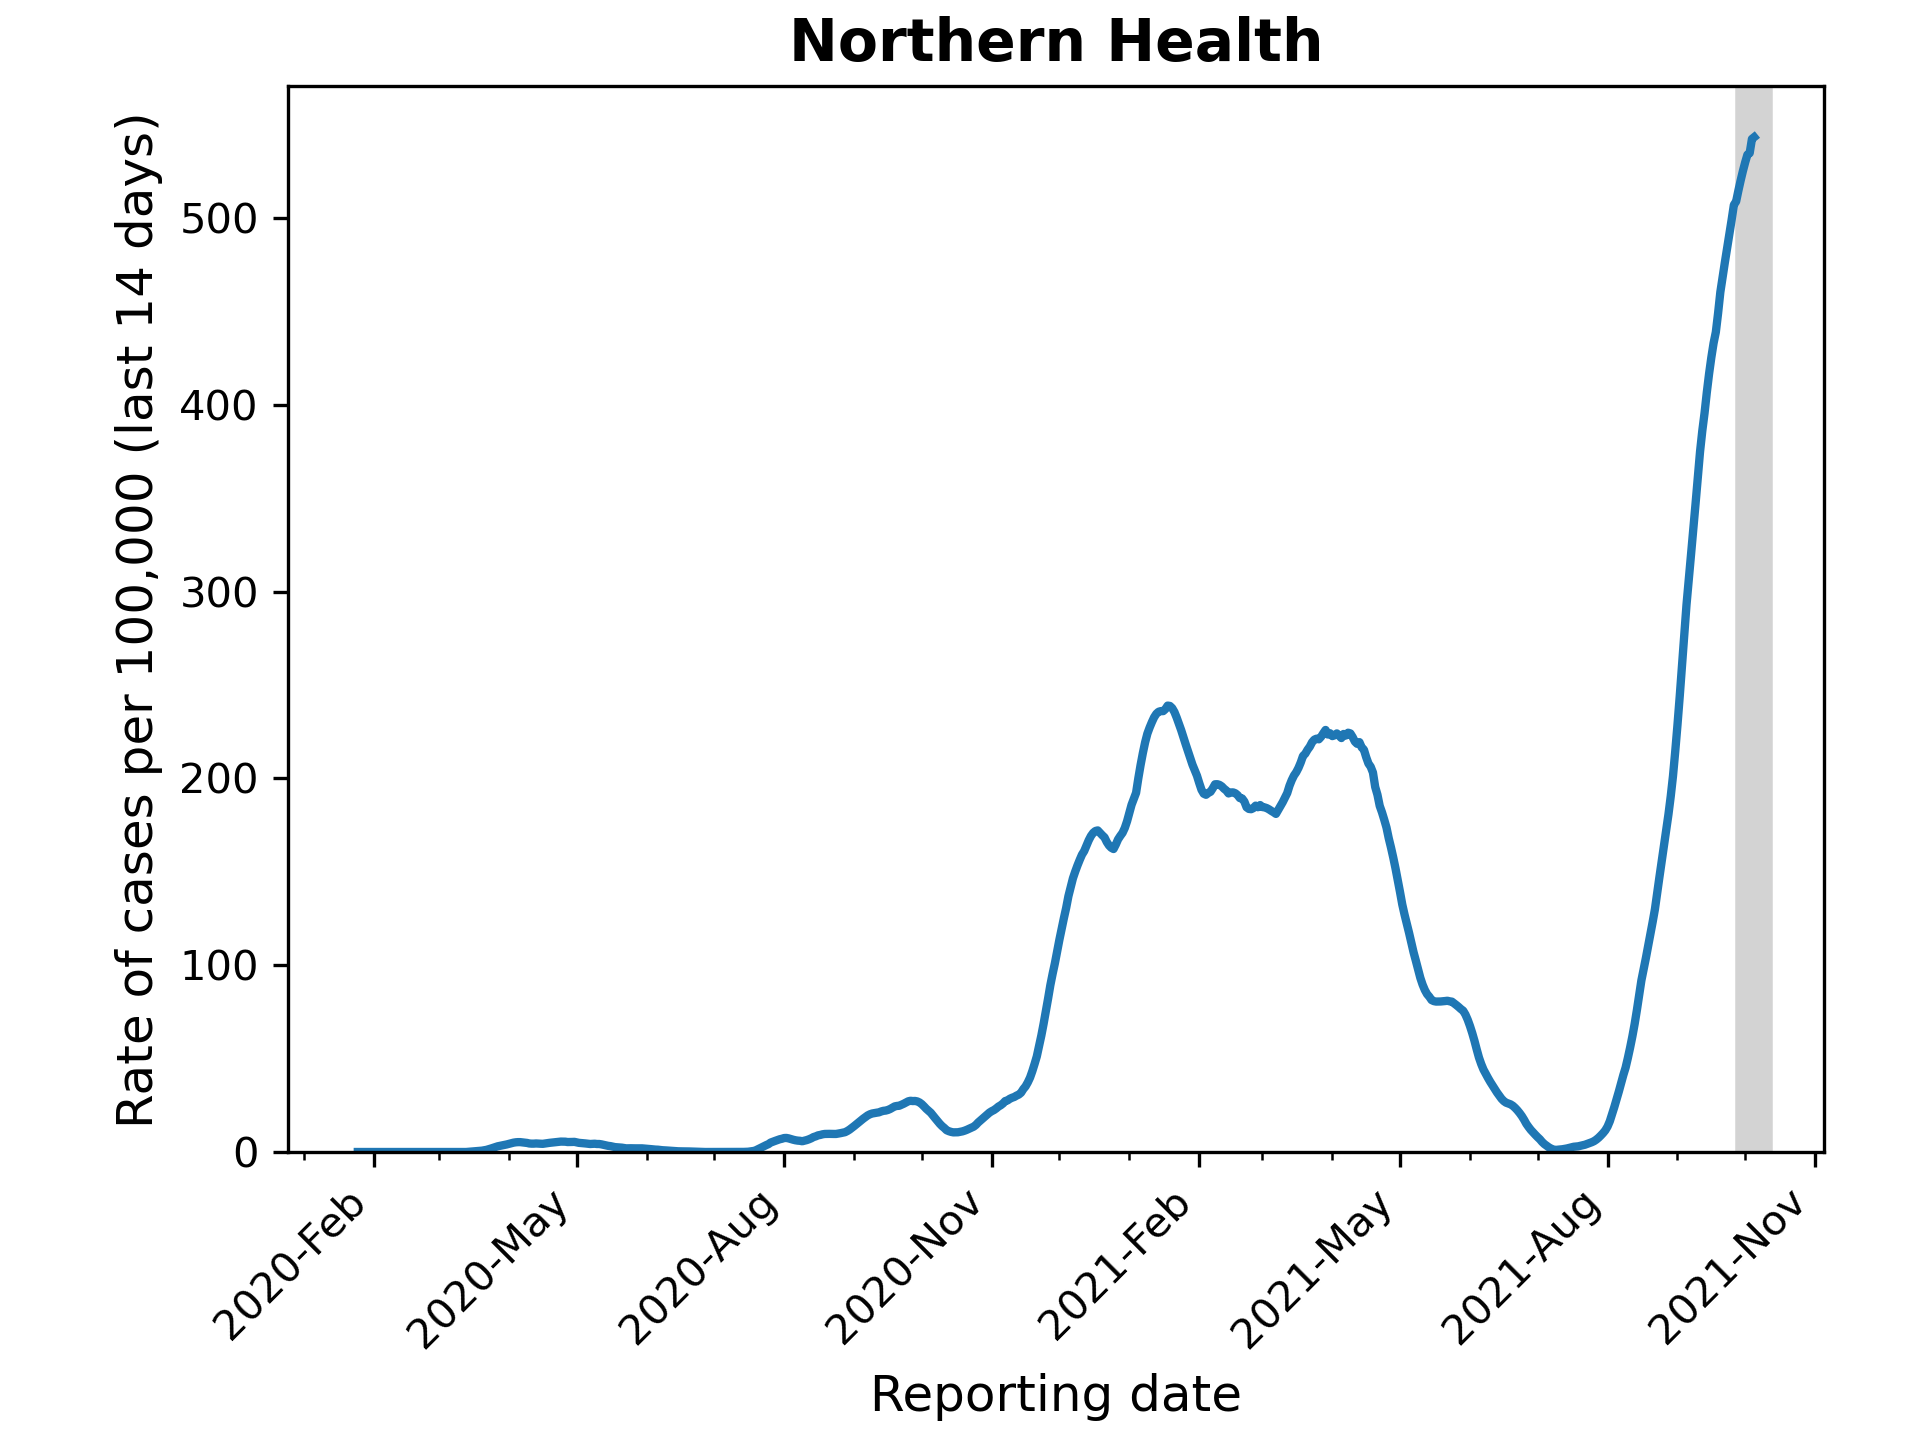 Northern Health
Rate of cases per 100,000 (last 14 days)
500
400
300
200
100
0
2020-Feb
2020-May
2020-Aug
2020-Nov
2021-Feb
2021-May
2021-Aug
2021-Nov
Reporting date